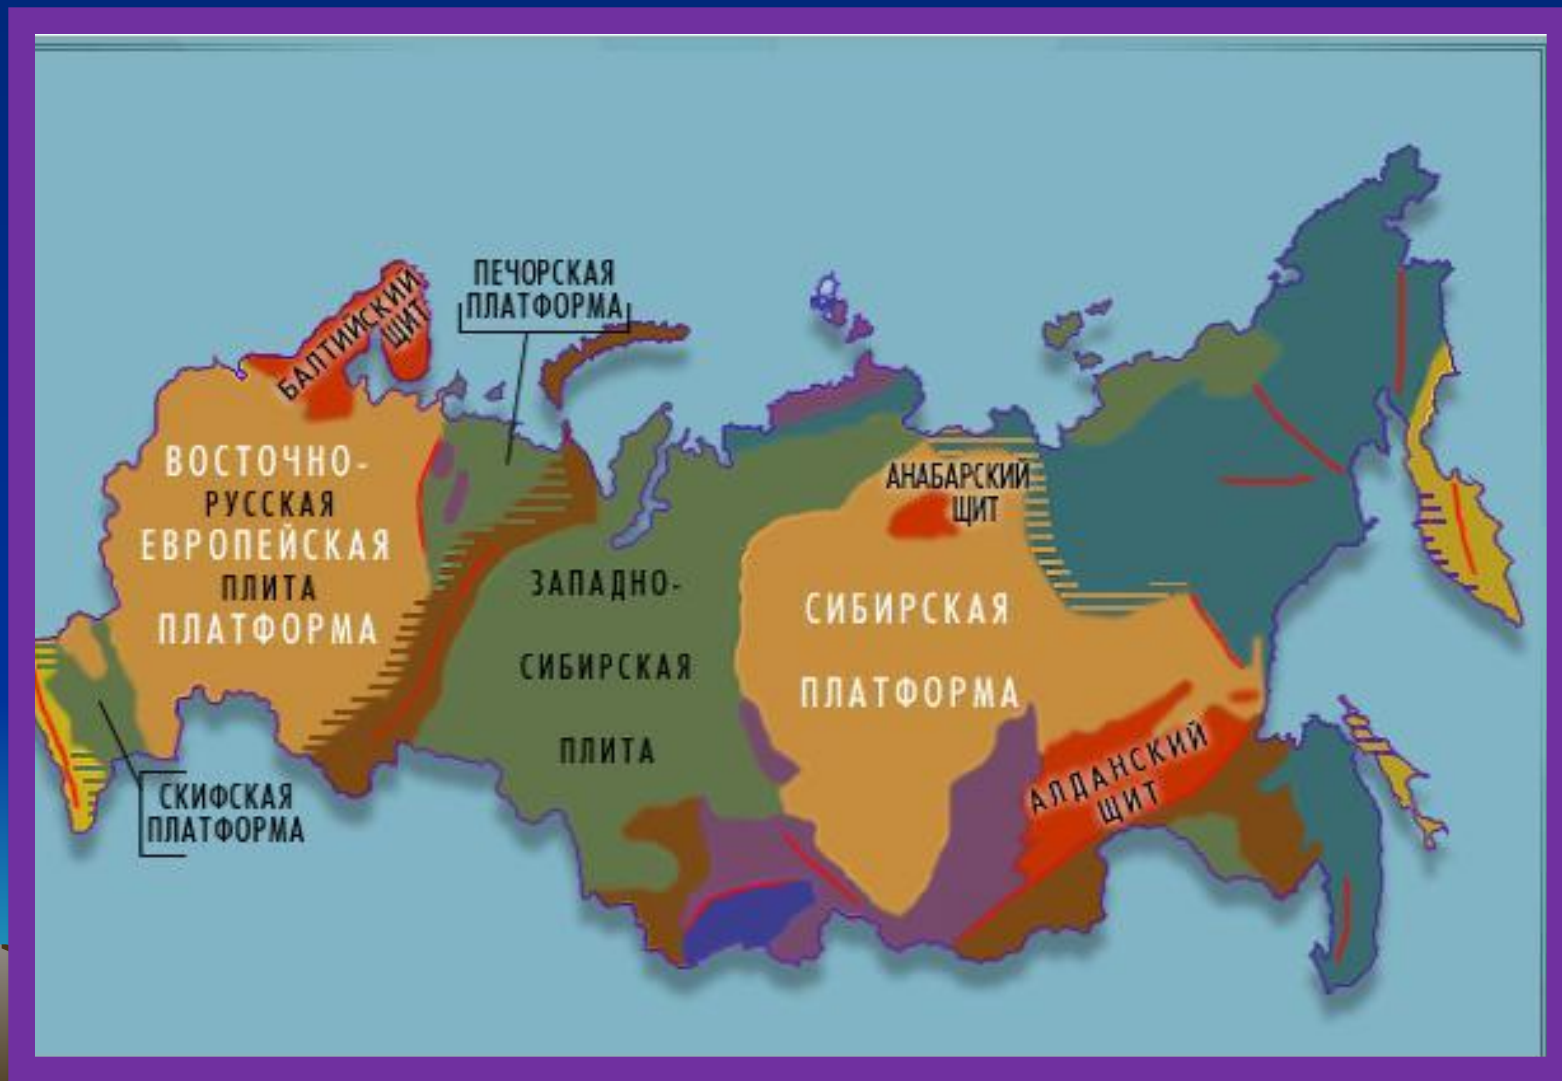 ПЕЧОРСКАЯ
ПЛАТФОРМА
БАЛТИЙСКИЙ
ЩИТ
ВОСТОЧНО-
РУССКАЯ
ЕВРОПЕЙСКАЯ
ПЛИТА
ПЛАТФОРМА
АНАБАРСКИЙ
ЩИТ
ЗАПАДНО-
СИБИРСКАЯ
ПЛИТА
СИБИРСКАЯ
ПЛАТФОРМА
АЛДАНСКИЙ
ЩИТ
СКИФСКАЯ
ПЛАТФОРМА